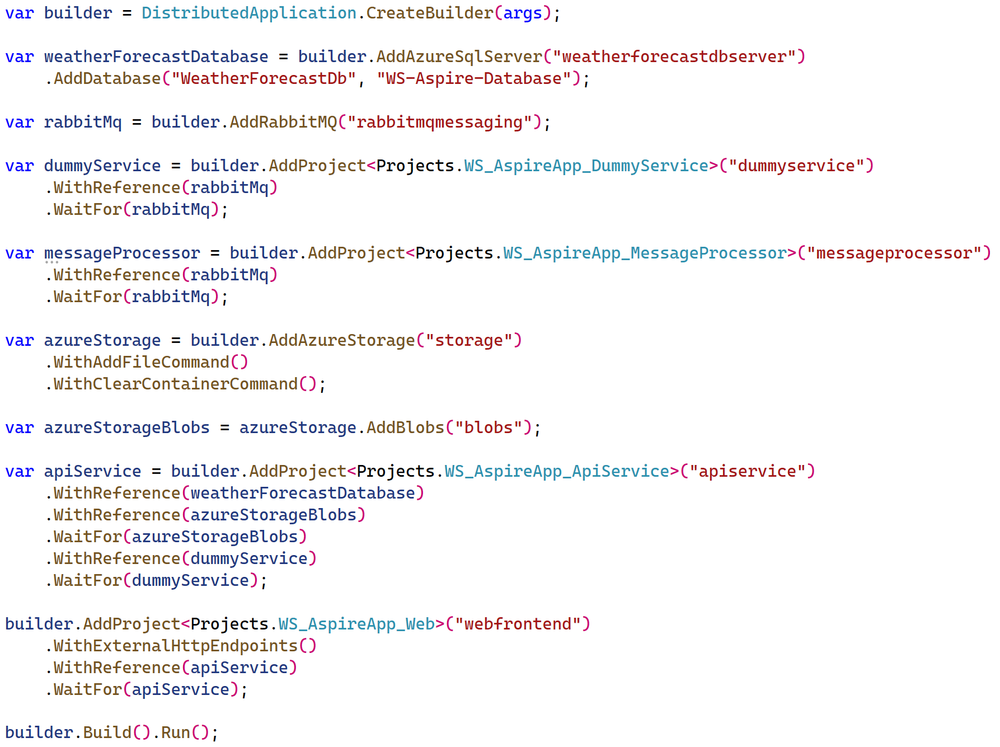 var builder = DistributedApplication.CreateBuilder(args);

var weatherForecastDatabase = builder.AddAzureSqlServer("weatherforecastdbserver")
    .AddDatabase("WeatherForecastDb", "WS-Aspire-Database");

var rabbitMq = builder.AddRabbitMQ("rabbitmqmessaging");

var dummyService = builder.AddProject<Projects.WS_AspireApp_DummyService>("dummyservice")
    .WithReference(rabbitMq)
    .WaitFor(rabbitMq);

var messageProcessor = builder.AddProject<Projects.WS_AspireApp_MessageProcessor>("messageprocessor")
    .WithReference(rabbitMq)
    .WaitFor(rabbitMq);

var azureStorage = builder.AddAzureStorage("storage")
    .WithAddFileCommand()
    .WithClearContainerCommand();

var azureStorageBlobs = azureStorage.AddBlobs("blobs");

var apiService = builder.AddProject<Projects.WS_AspireApp_ApiService>("apiservice")
    .WithReference(weatherForecastDatabase)
    .WithReference(azureStorageBlobs)
    .WaitFor(azureStorageBlobs)
    .WithReference(dummyService)
    .WaitFor(dummyService);

builder.AddProject<Projects.WS_AspireApp_Web>("webfrontend")
    .WithExternalHttpEndpoints()
    .WithReference(apiService)
    .WaitFor(apiService);

builder.Build().Run();